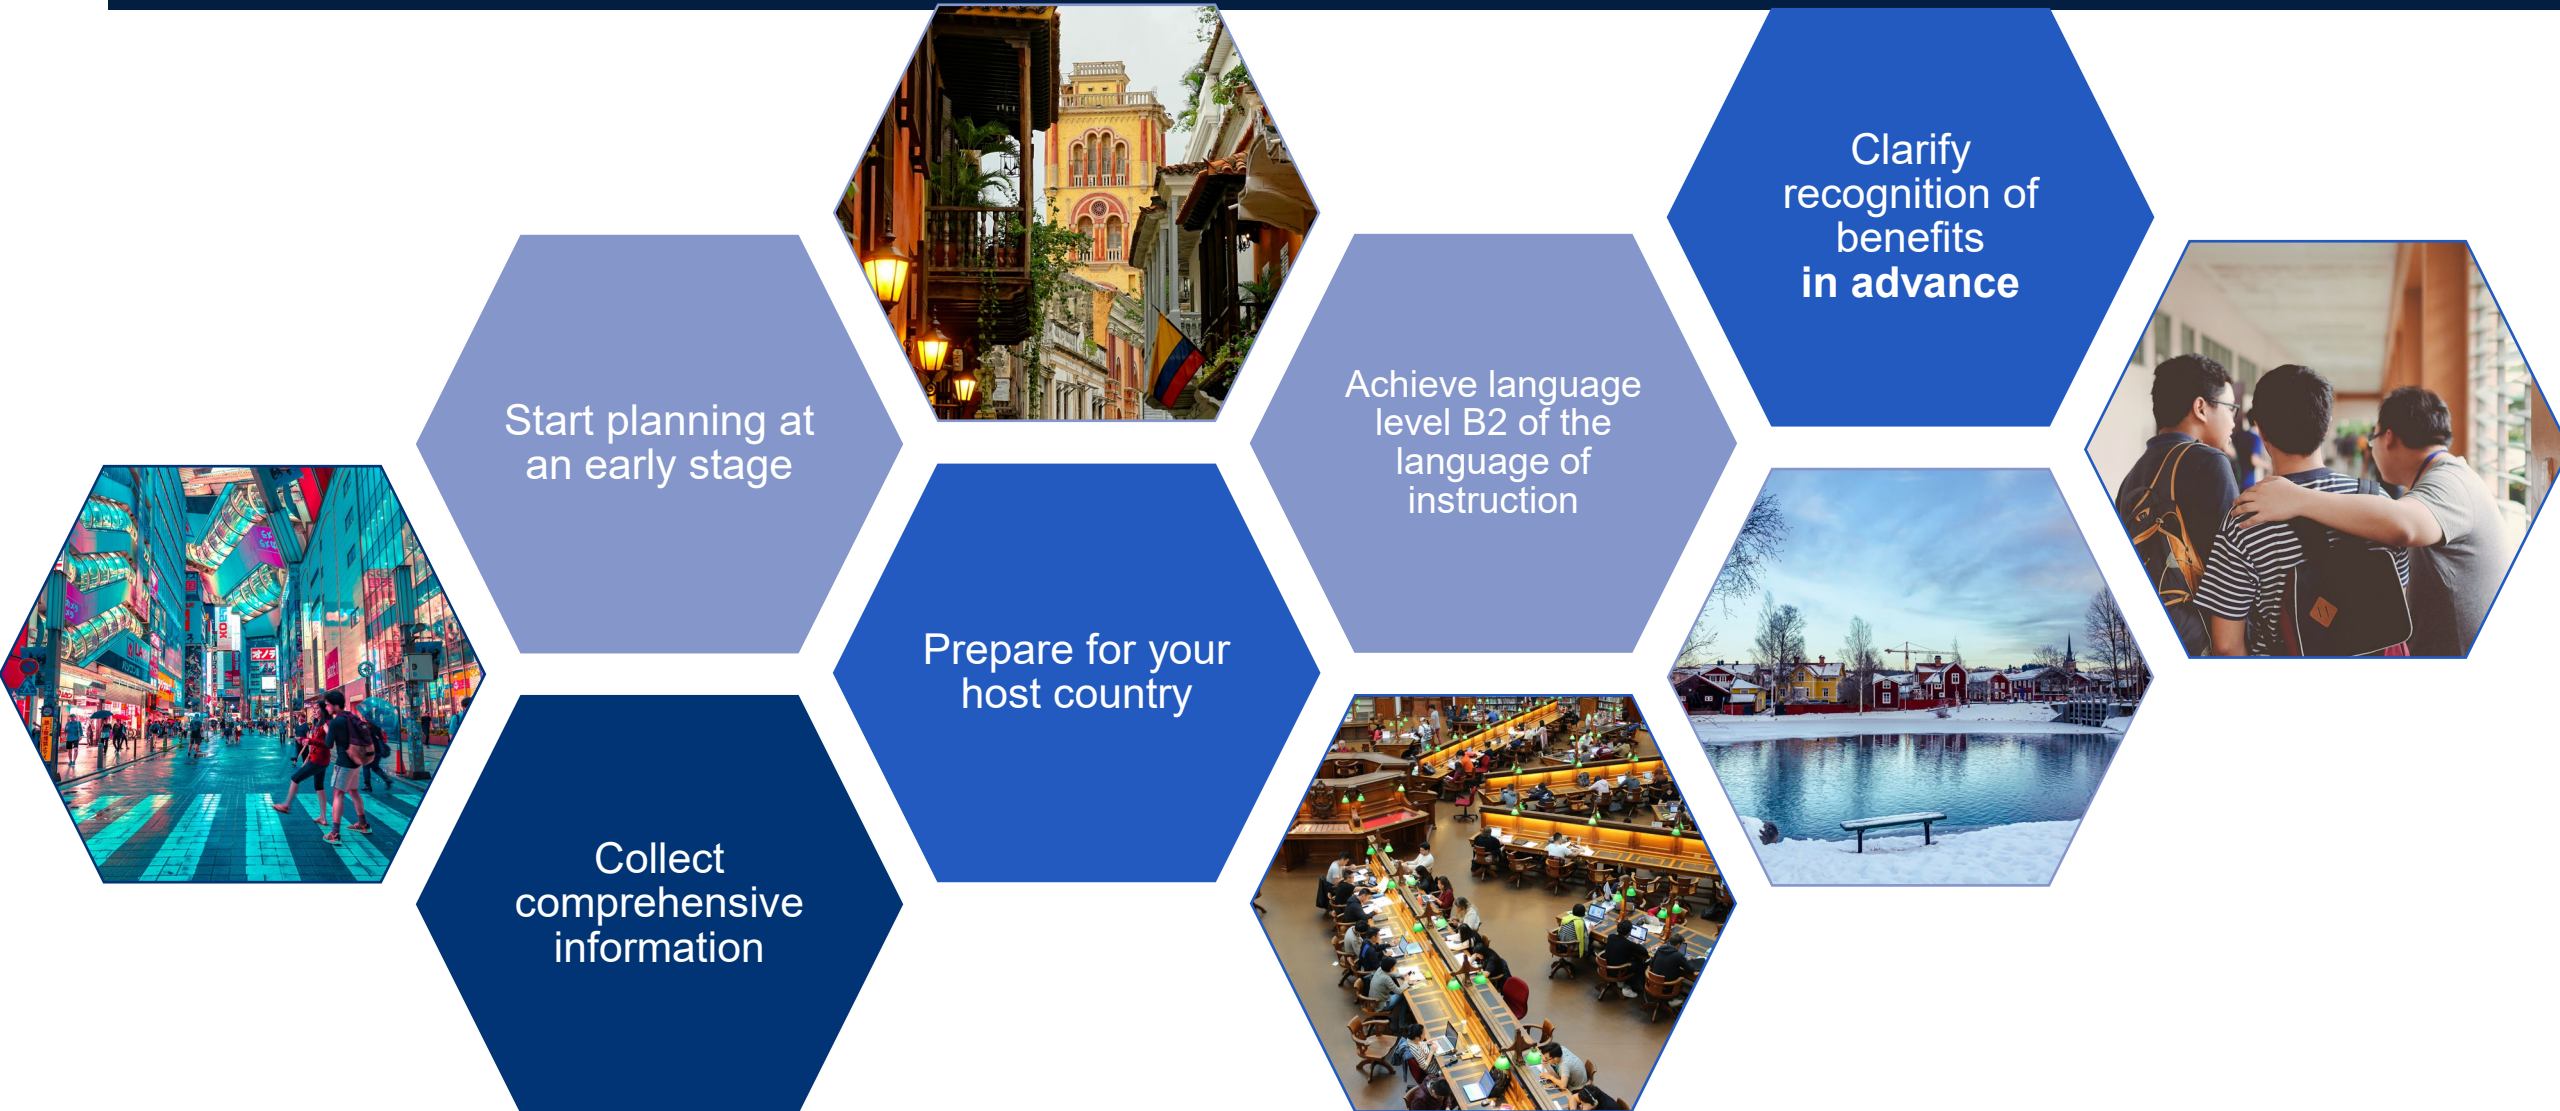 Start planning at
an early stage
Collect
comprehensive
information
Prepare for your
host country
Achieve language
level B2 of the
language of
instruction
Clarify
recognition of
benefits
in advance